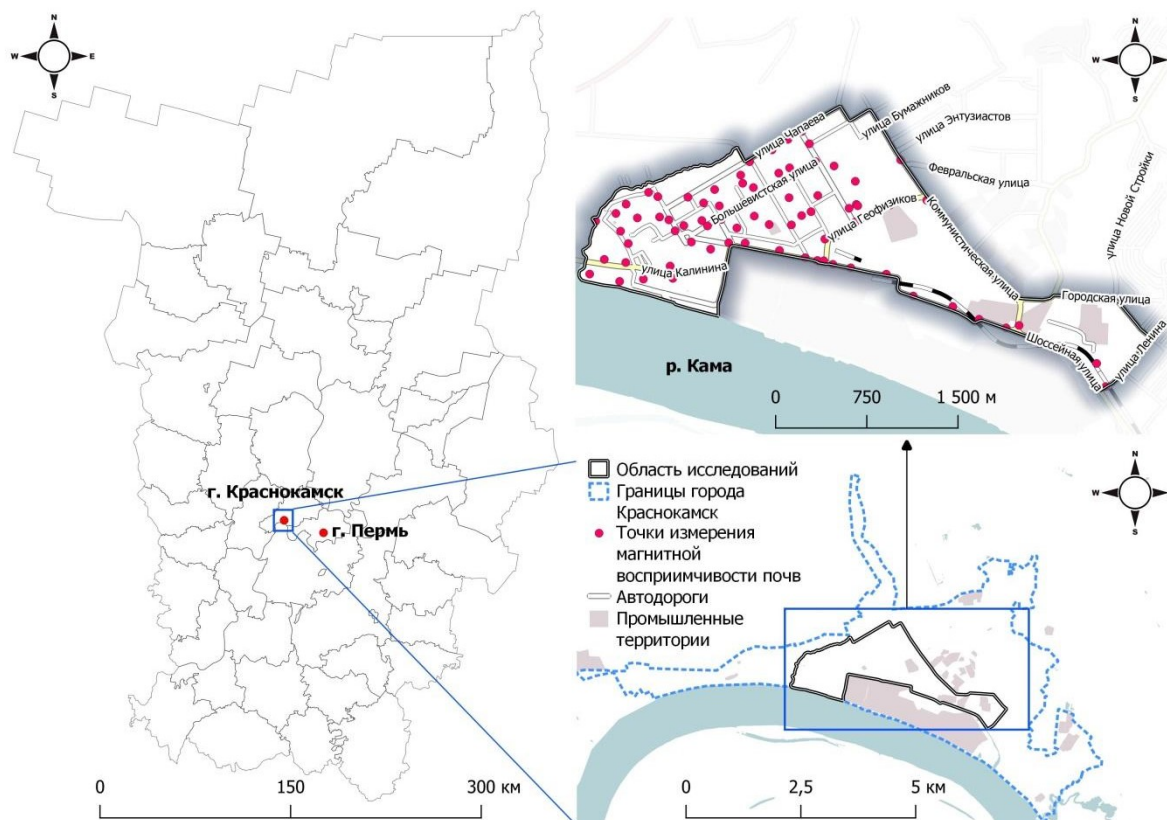 N
W
E
S
г. Краснокамск
г. Пермь
0
150
300 км
N
W
S
улица Чапаева
улица Бумажников
улица Энтузиастов
Февральская улица
Большевистская улица
улица Геофизиков
Коммунистическая улица
улица Новой Стройки
улица Калинина
Городская улица
Шоссейная улица
улица Ленина
р. Кама
0
750
1 500 м
Область исследований
Границы города
Краснокамск
Точки измерения
магнитной
восприимчивости почв
Автодороги
Промышленные
территории
N
W
S
0
2,5
5 км